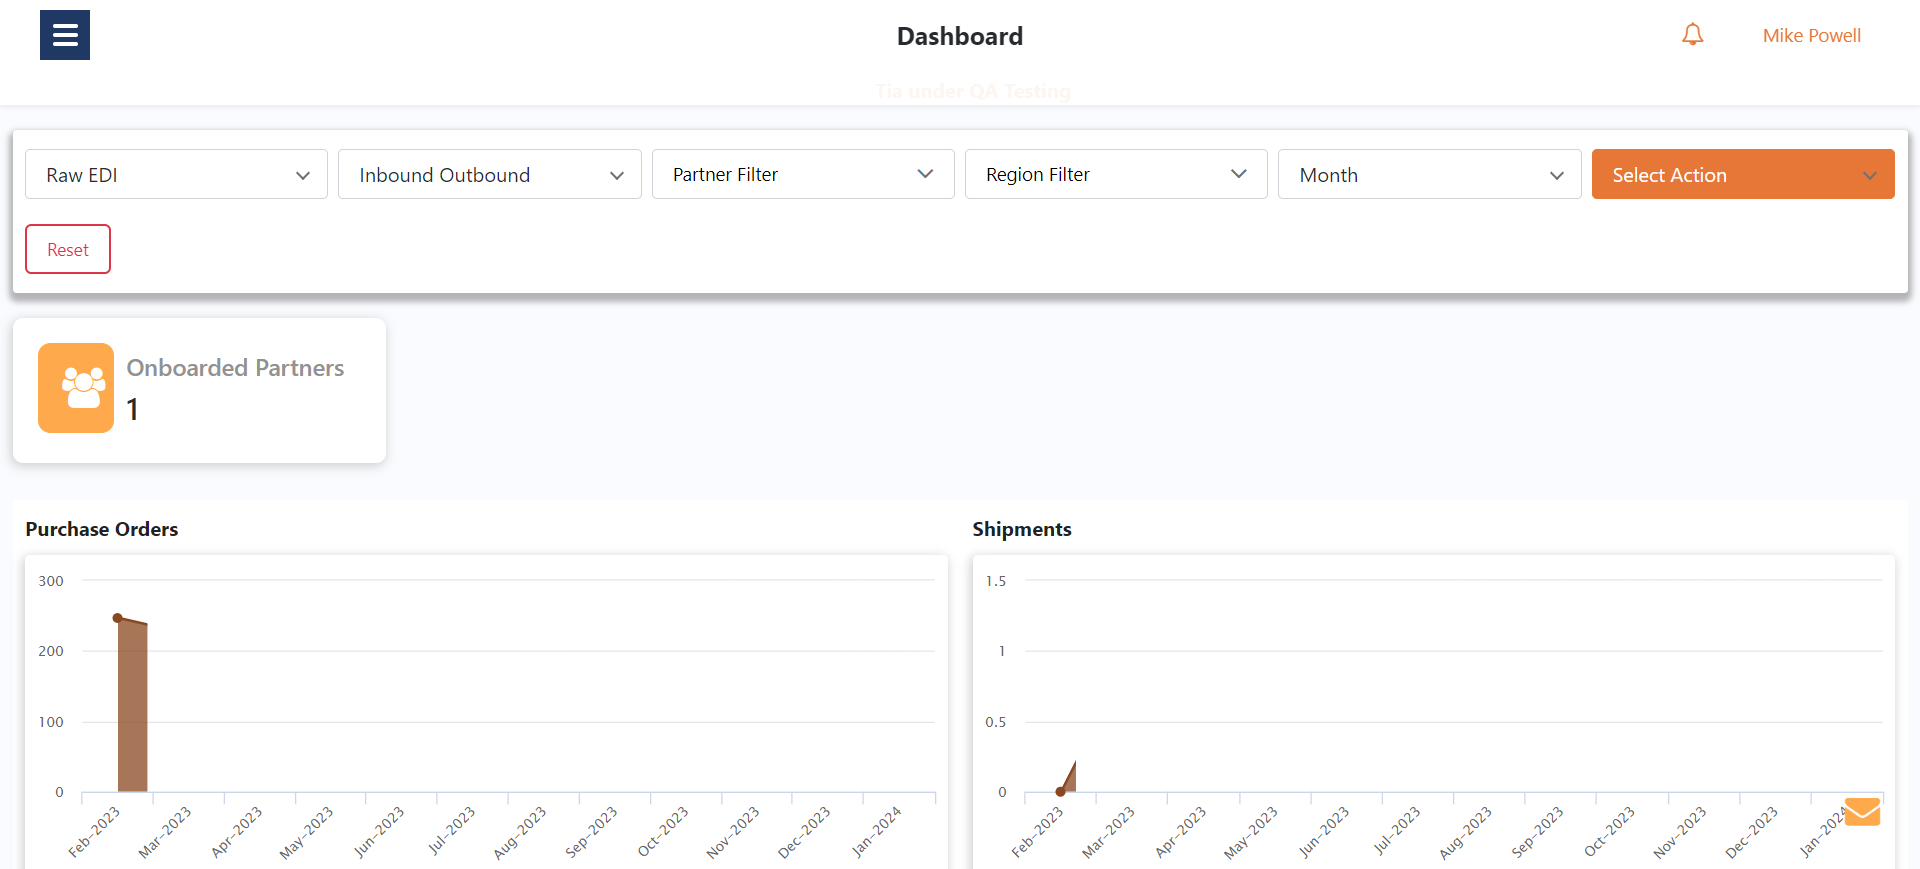 Dashboard
Mike Powell
Tia under QA Testing
Raw EDI
Inbound Outbound
Partner Filter
Region Filter
Month
Select Action
Reset
Onboarded Partners
1
Purchase Orders
300
200
100
0
Feb-2023
Mar-2023
Apr-2023
May-2023
Jun-2023
Jul-2023
Aug-2023
Sep-2023
Oct-2023
Nov-2023
Dec-2023
Jan-2024
Shipments
1.5
1
0.5
0
Feb-2023
Mar-2023
Apr-2023
May-2023
Jun-2023
Jul-2023
Aug-2023
Sep-2023
Oct-2023
Nov-2023
Dec-2023
Jan-2024